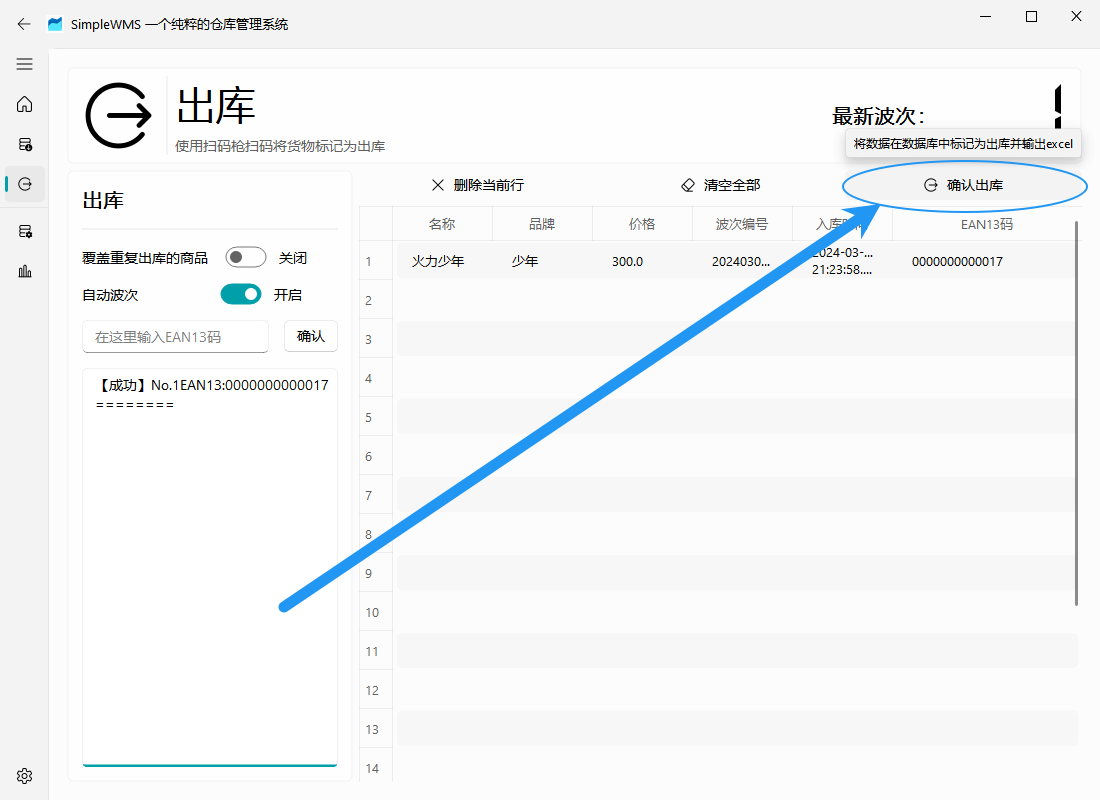 SimpleWMS 一个纯粹的仓库管理系统
出库
使用扫码枪扫码将货物标记为出库
最新波次：
1
将数据在数据库中标记为出库并输出excel
出库
覆盖重复出库的商品 关闭
自动波次 开启
在这里输入EAN13码 确认
【成功】No.1EAN13:0000000000017
========
删除当前行 清空全部 确认出库
名称 品牌 价格 波次编号 入库 EAN13码
1 火力少年 少年 300.0 2024030... 2024-03-... 21:23:58.... 0000000000017
2
3
4
5
6
7
8
9
10
11
12
13
14